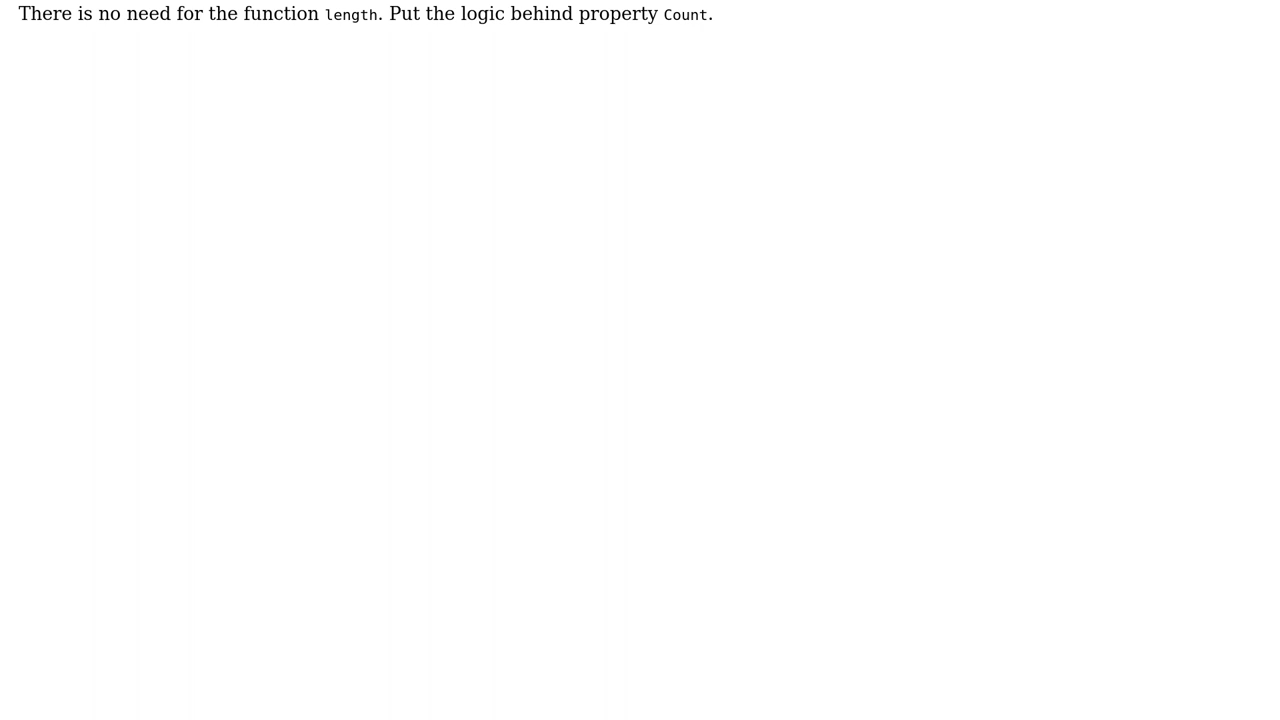 There is no need for the function length. Put the logic behind property Count.